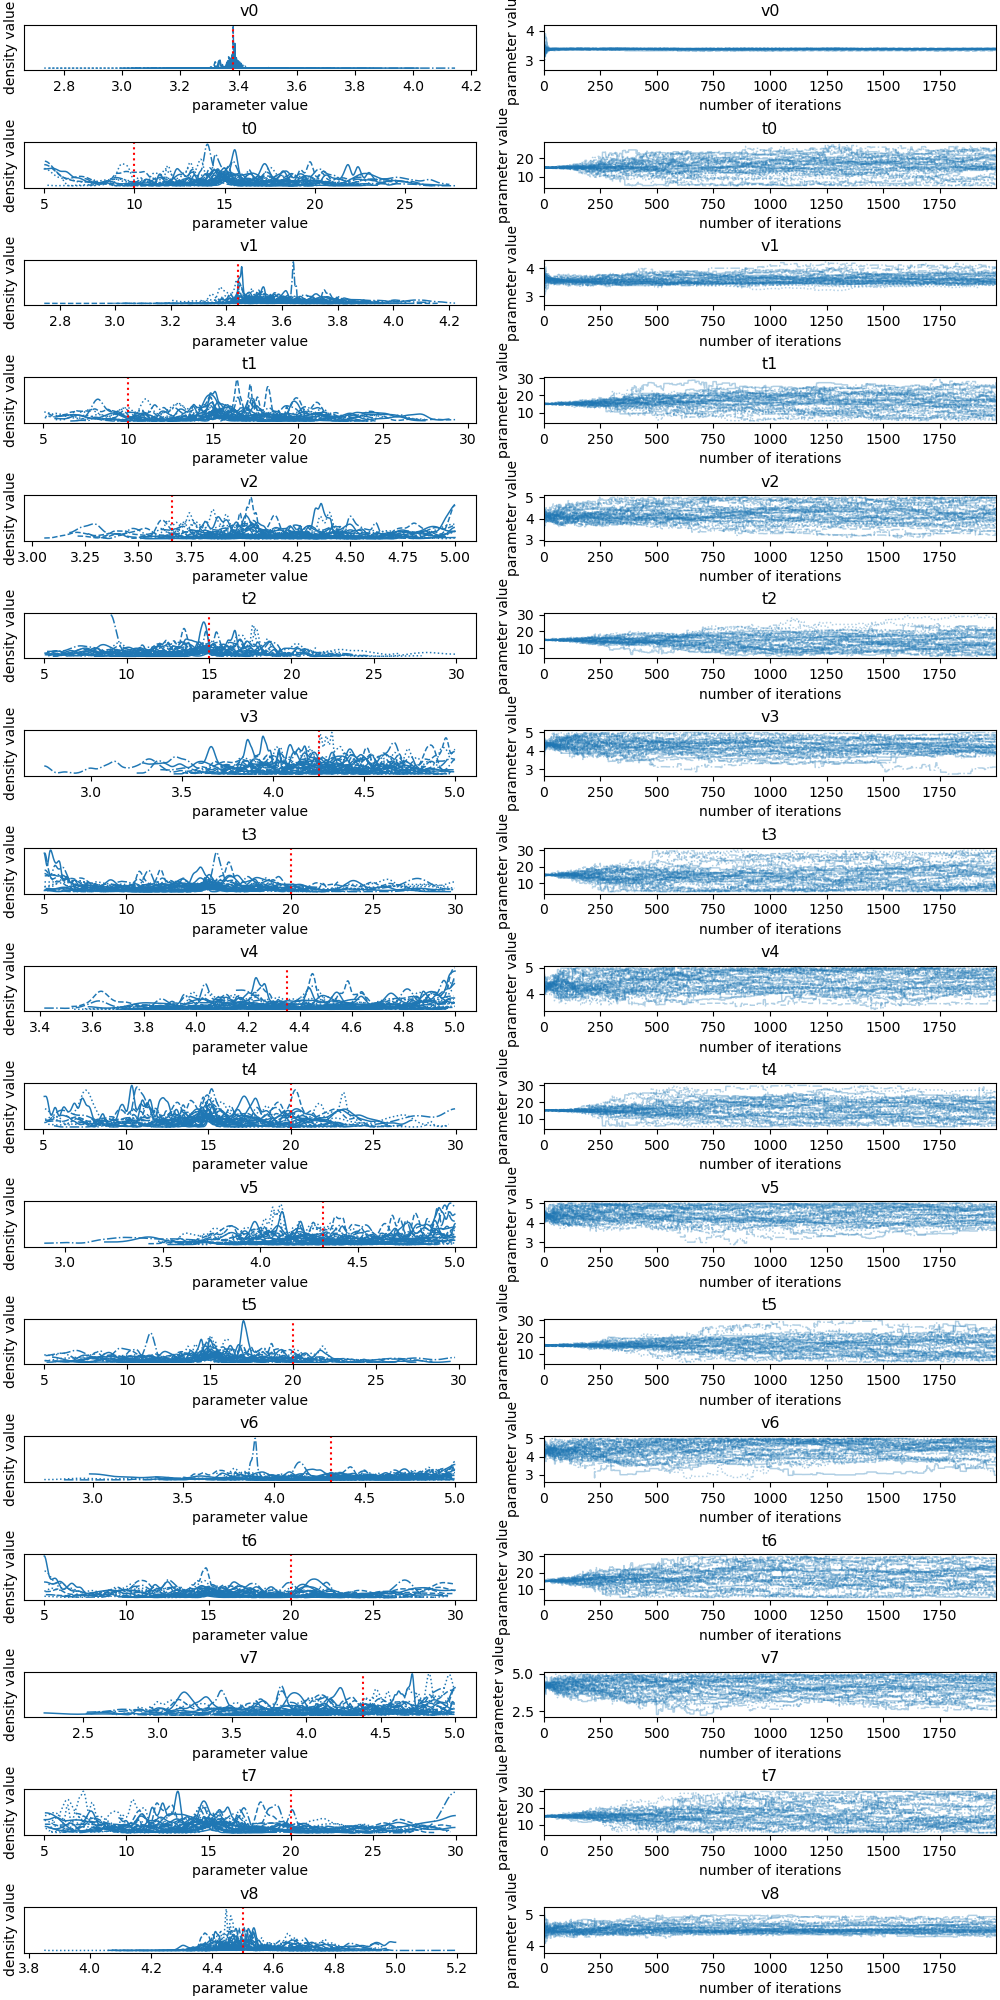 v0 v0
density value parameter value
4
3
2.8 3.0 3.2 3.4 3.6 3.8 4.0 4.2 0 250 500 750 1000 1250 1500 1750
parameter value number of iterations
t0 t0
density value parameter value
20
10
5 10 15 20 25 0 250 500 750 1000 1250 1500 1750
parameter value number of iterations
v1 v1
density value parameter value
4
3
2.8 3.0 3.2 3.4 3.6 3.8 4.0 4.2 0 250 500 750 1000 1250 1500 1750
parameter value number of iterations
t1 t1
density value parameter value
30
20
10
5 10 15 20 25 30 0 250 500 750 1000 1250 1500 1750
parameter value number of iterations
v2 v2
density value parameter value
5
4
3
3.00 3.25 3.50 3.75 4.00 4.25 4.50 4.75 5.00 0 250 500 750 1000 1250 1500 1750
parameter value number of iterations
t2 t2
density value parameter value
30
20
10
5 10 15 20 25 30 0 250 500 750 1000 1250 1500 1750
parameter value number of iterations
v3 v3
density value parameter value
5
4
3
3.0 3.5 4.0 4.5 5.0 0 250 500 750 1000 1250 1500 1750
parameter value number of iterations
t3 t3
density value parameter value
30
20
10
5 10 15 20 25 30 0 250 500 750 1000 1250 1500 1750
parameter value number of iterations
v4 v4
density value parameter value
5
4
3.4 3.6 3.8 4.0 4.2 4.4 4.6 4.8 5.0 0 250 500 750 1000 1250 1500 1750
parameter value number of iterations
t4 t4
density value parameter value
30
20
10
5 10 15 20 25 30 0 250 500 750 1000 1250 1500 1750
parameter value number of iterations
v5 v5
density value parameter value
5
4
3
3.0 3.5 4.0 4.5 5.0 0 250 500 750 1000 1250 1500 1750
parameter value number of iterations
t5 t5
density value parameter value
30
20
10
5 10 15 20 25 30 0 250 500 750 1000 1250 1500 1750
parameter value number of iterations
v6 v6
density value parameter value
5
4
3
3.0 3.5 4.0 4.5 5.0 0 250 500 750 1000 1250 1500 1750
parameter value number of iterations
t6 t6
density value parameter value
30
20
10
5 10 15 20 25 30 0 250 500 750 1000 1250 1500 1750
parameter value number of iterations
v7 v7
density value parameter value
5.0
2.5
2.5 3.0 3.5 4.0 4.5 5.0 0 250 500 750 1000 1250 1500 1750
parameter value number of iterations
t7 t7
density value parameter value
30
20
10
5 10 15 20 25 30 0 250 500 750 1000 1250 1500 1750
parameter value number of iterations
v8 v8
density value parameter value
5
4
3.8 4.0 4.2 4.4 4.6 4.8 5.0 5.2 0 250 500 750 1000 1250 1500 1750
parameter value number of iterations